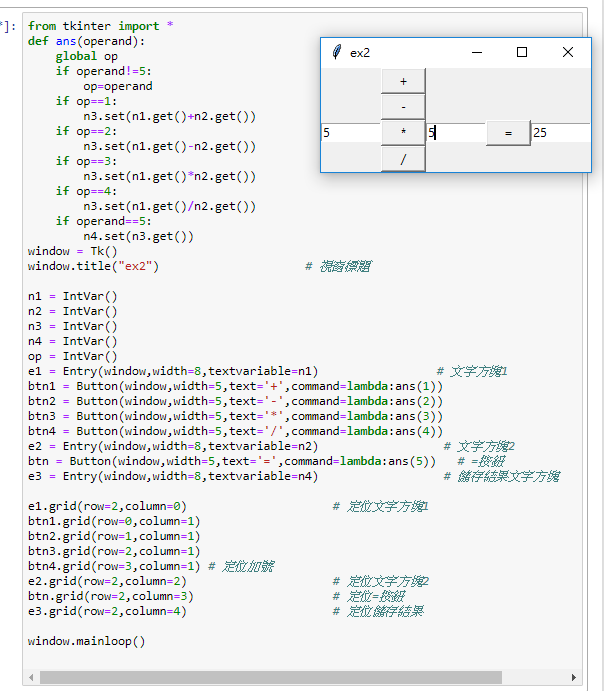 *]:
from tkinter import *
def ans(operand):
    global op
    if operand!=5:
        op=operand
    if op==1:
        n3.set(n1.get()+n2.get())
    if op==2:
        n3.set(n1.get()-n2.get())
    if op==3:
        n3.set(n1.get()*n2.get())
    if op==4:
        n3.set(n1.get()/n2.get())
    if operand==5:
        n4.set(n3.get())
window = Tk()
window.title("ex2")                    # 視窗標題

n1 = IntVar()
n2 = IntVar()
n3 = IntVar()
n4 = IntVar()
op = IntVar()
e1 = Entry(window,width=8,textvariable=n1)                # 文字方塊1
btn1 = Button(window,width=5,text='+',command=lambda:ans(1))
btn2 = Button(window,width=5,text='-',command=lambda:ans(2))
btn3 = Button(window,width=5,text='*',command=lambda:ans(3))
btn4 = Button(window,width=5,text='/',command=lambda:ans(4))
e2 = Entry(window,width=8,textvariable=n2)                 # 文字方塊2
btn = Button(window,width=5,text='=',command=lambda:ans(5))   # =按鈕
e3 = Entry(window,width=8,textvariable=n4)                 # 儲存結果文字方塊

e1.grid(row=2,column=0)                    # 定位文字方塊1
btn1.grid(row=0,column=1)
btn2.grid(row=1,column=1)
btn3.grid(row=2,column=1)
btn4.grid(row=3,column=1) # 定位加號
e2.grid(row=2,column=2)                    # 定位文字方塊2
btn.grid(row=2,column=3)                   # 定位=按鈕
e3.grid(row=2,column=4)                    # 定位儲存結果

window.mainloop()
ex2
+
-
5 * 5 = 25
/